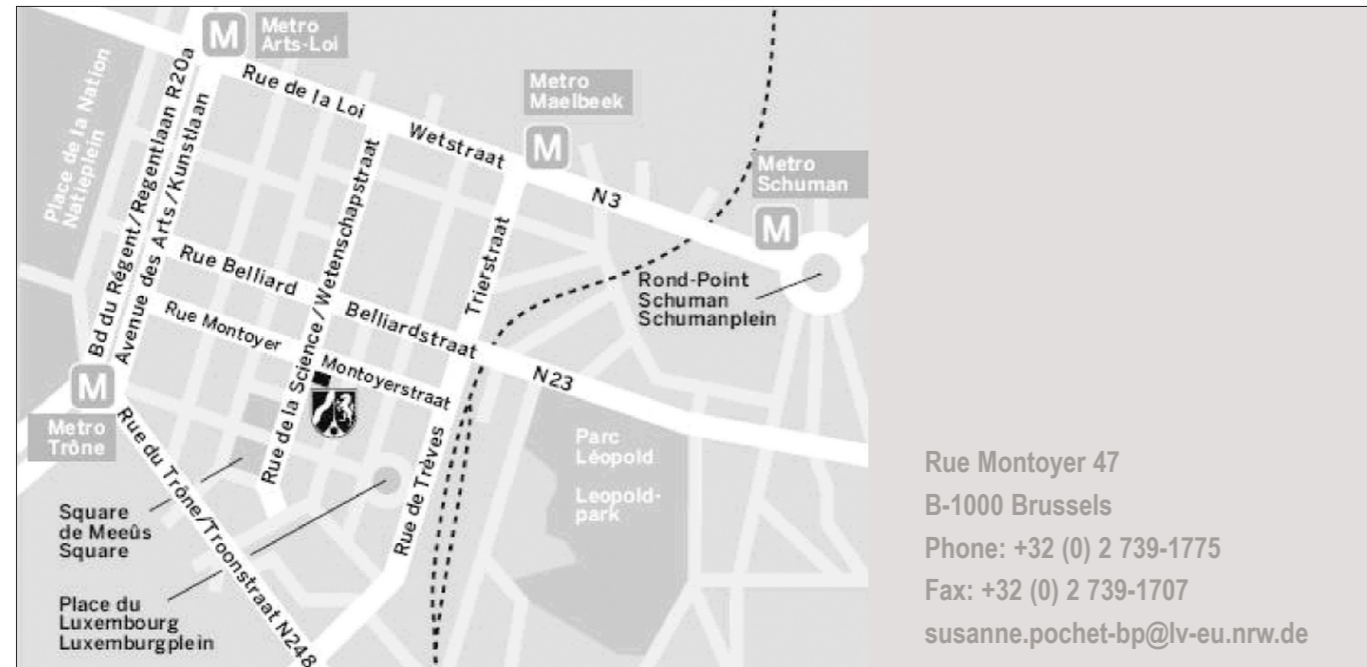 M
Metro
Arts-Loi
Place de la Nation
Natieplein
Bd du Régent/Regentlaan R20a
Avenue des Arts/Kunstlaan
Rue de la Loi
Wetstraat
Metro
Maelbeek
M
N3
Metro
Schuman
M
Rue de la Science/Wetenschapstraat
Trierstraat
Rue Belliard
Belliardstraat
N23
Rond-Point
Schuman
Schumanplein
Rue Montoyer
Montoyerstraat
M
Metro
Trône
Rue du Trône/Troonstraat N248
Rue de Trèves
Parc
Léopold
Leopold-
park
Square
de Meeûs
Square
Place du
Luxembourg
Luxemburgplein
Rue Montoyer 47
B-1000 Brussels
Phone: +32 (0) 2 739-1775
Fax: +32 (0) 2 739-1707
susanne.pochet-bp@lv-eu.nrw.de